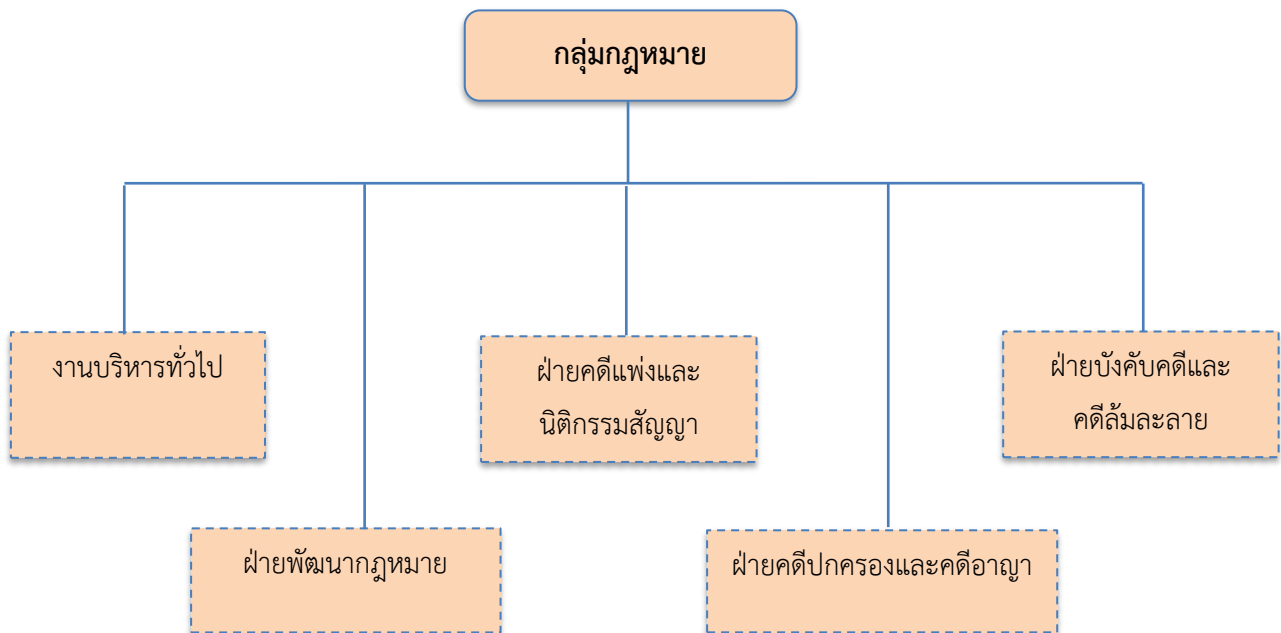 กลุ่มกฎหมาย
งานบริหารทั่วไป
ฝ่ายคดีแพ่งและ
นิติกรรมสัญญา
ฝ่ายบังคับคดีและ
คดีล้มละลาย
ฝ่ายพัฒนากฎหมาย
ฝ่ายคดีปกครองและคดีอาญา